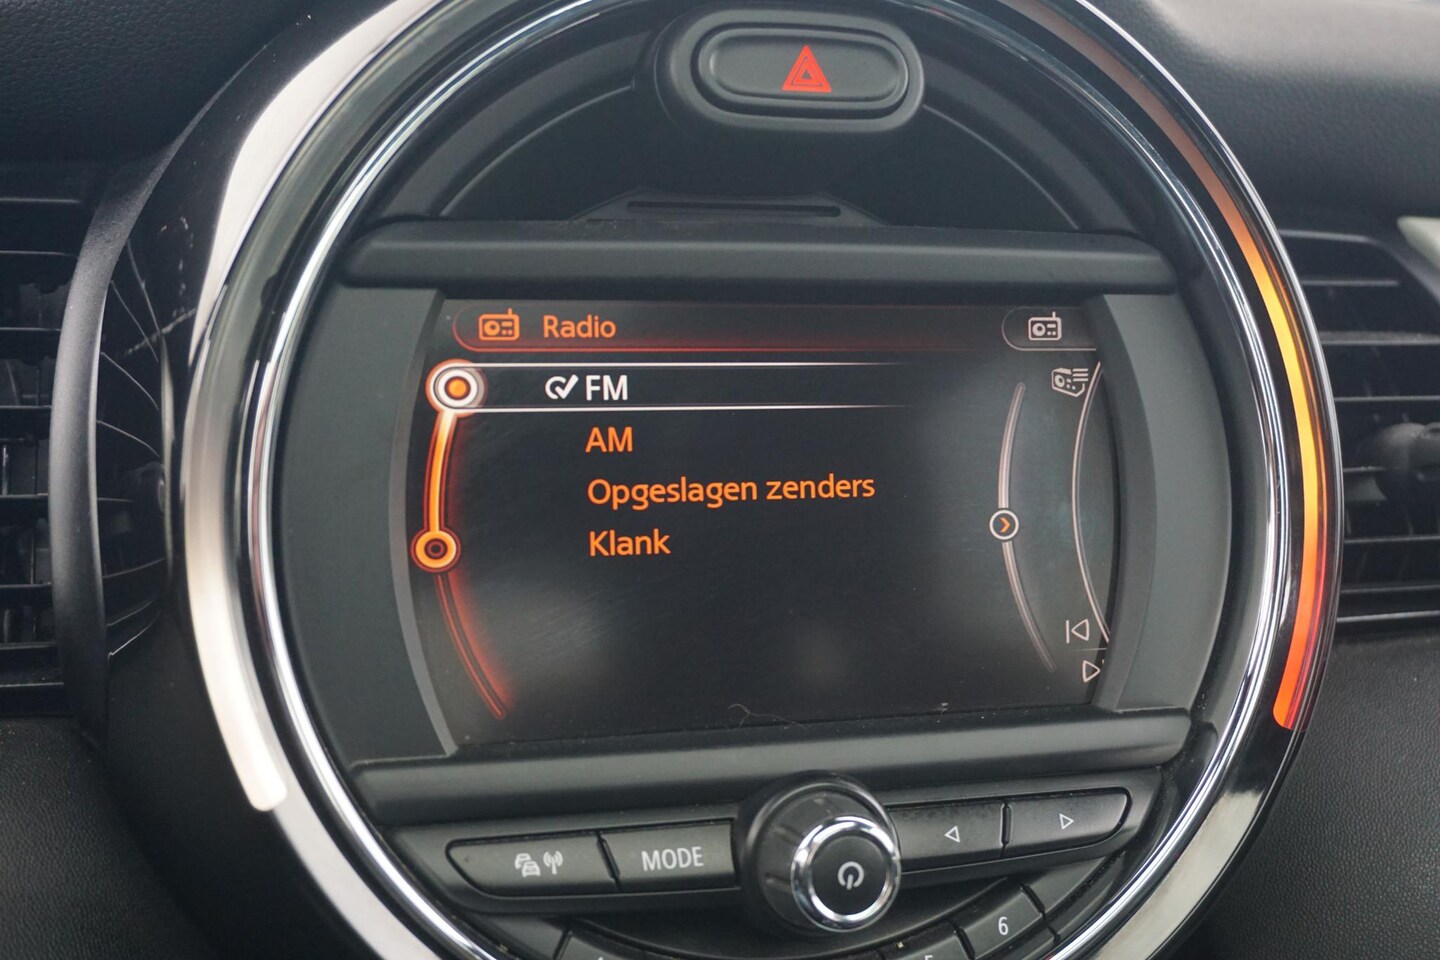 Radio
FM
AM
Opgeslagen zenders
Klank
MODE
6